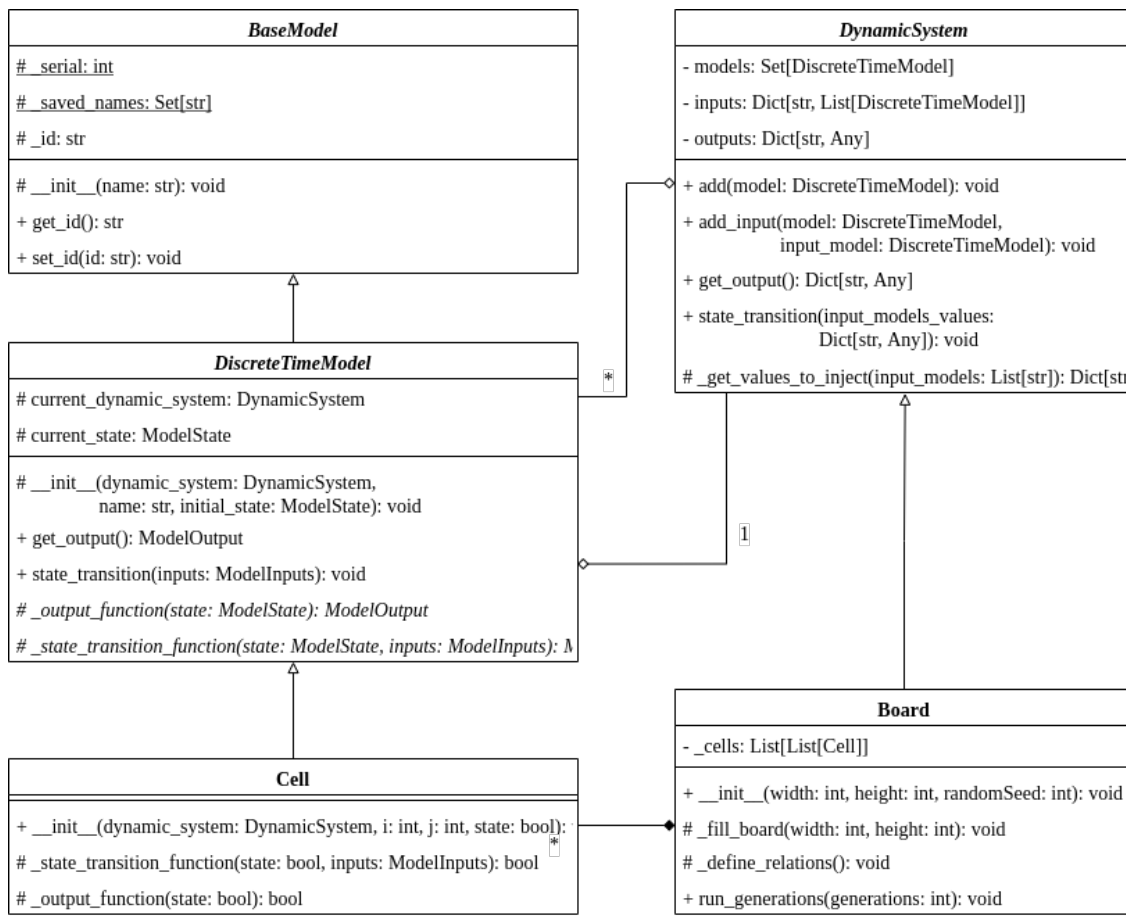 BaseModel
# _serial: int
# _saved_names: Set[str]
# _id: str
# __init__(name: str): void
+ get_id(): str
+ set_id(id: str): void
DynamicSystem
- models: Set[DiscreteTimeModel]
- inputs: Dict[str, List[DiscreteTimeModel]]
- outputs: Dict[str, Any]
+ add(model: DiscreteTimeModel): void
+ add_input(model: DiscreteTimeModel,
input_model: DiscreteTimeModel): void
+ get_output(): Dict[str, Any]
+ state_transition(input_models_values:
Dict[str, Any]): void
# _get_values_to_inject(input_models: List[str]): Dict[str
DiscreteTimeModel
# current_dynamic_system: DynamicSystem
# current_state: ModelState
# __init__(dynamic_system: DynamicSystem,
name: str, initial_state: ModelState): void
+ get_output(): ModelOutput
+ state_transition(inputs: ModelInputs): void
# _output_function(state: ModelState): ModelOutput
# _state_transition_function(state: ModelState, inputs: ModelInputs):
*
1
Cell
+ __init__(dynamic_system: DynamicSystem, i: int, j: int, state: bool):
# _state_transition_function(state: bool, inputs: ModelInputs): bool
# _output_function(state: bool): bool
*
Board
- _cells: List[List[Cell]]
+ __init__(width: int, height: int, randomSeed: int): void
# _fill_board(width: int, height: int): void
# _define_relations(): void
+ run_generations(generations: int): void